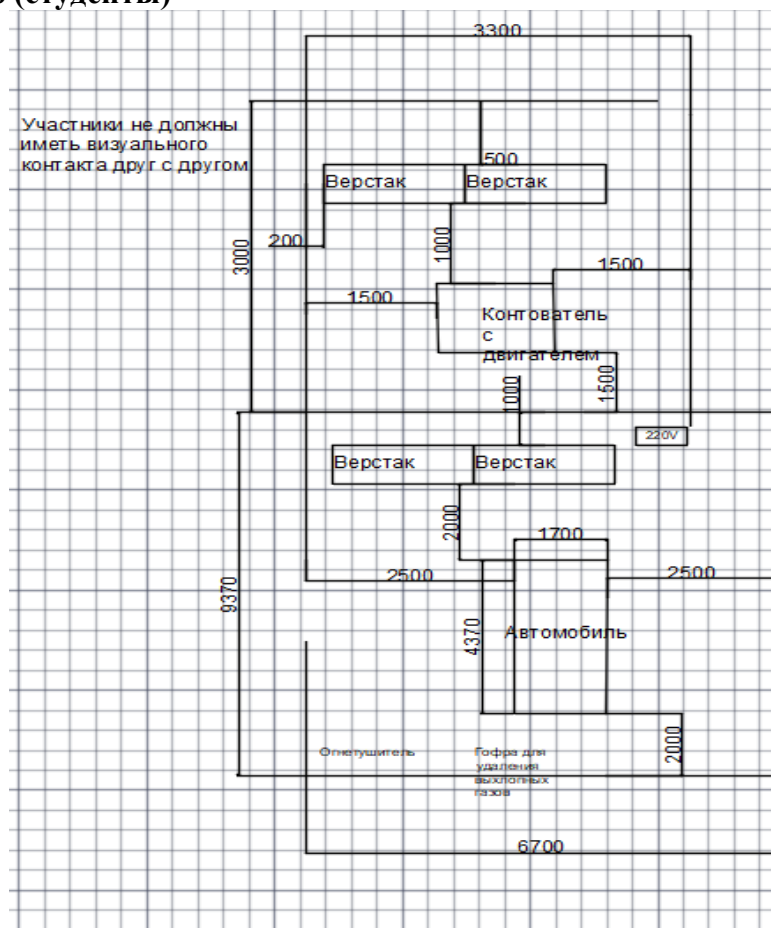 (студенты)
3300
Участники не должны
иметь визуального
контакта друг с другом
500
Верстак
Верстак
200
1000
3000
1500
1500
Контователь
с
двигателем
1000
1500
220V
Верстак
Верстак
2000
1700
2500
2500
9370
4370
Автомобиль
Огнетушитель
Гофра для
удаления
выхлопных
газов
2000
6700